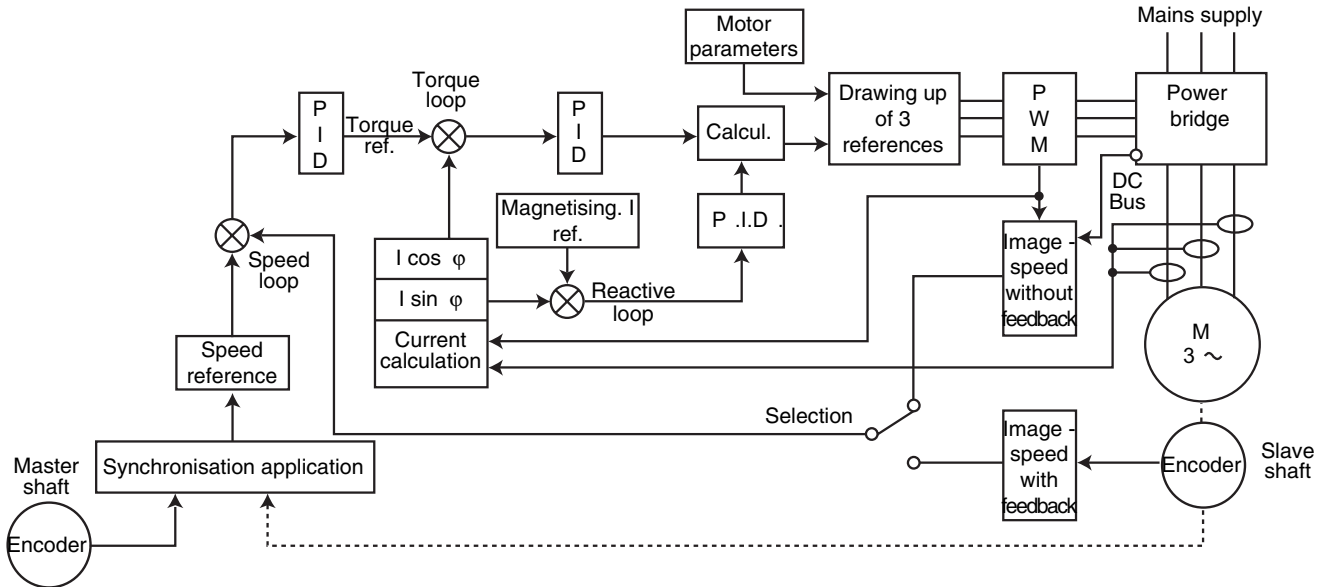 Mains supply
Motor
parameters
Torque
loop
P
I
D
Torque
ref.
P
I
D
Calcul.
Drawing up
of 3
references
P
W
M
Power
bridge
DC
Bus
Magnetising. I
ref.
P .I.D .
Speed
loop
I cos φ
I sin φ
Current
calculation
Reactive
loop
Image -
speed
without
feedback
M
3 ~
Speed
reference
Selection
Synchronisation application
Image -
speed
with
feedback
Encoder
Slave
shaft
Master
shaft
Encoder